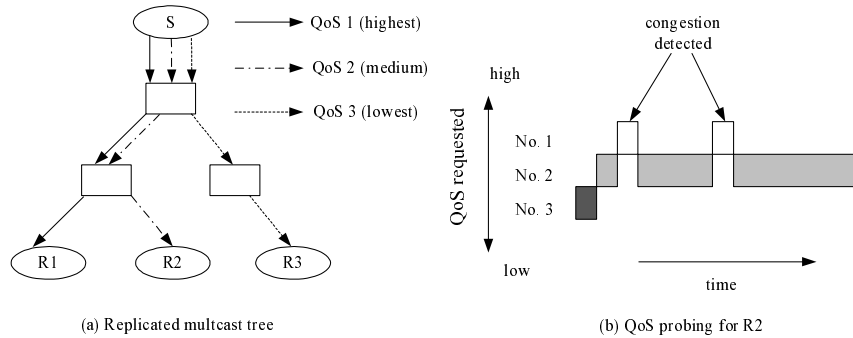 S
QoS 1 (highest)
QoS 2 (medium)
QoS 3 (lowest)
R1
R2
R3
(a) Replicated multcast tree
congestion
detected
high
QoS requested
No. 1
No. 2
No. 3
low
time
(b) QoS probing for R2